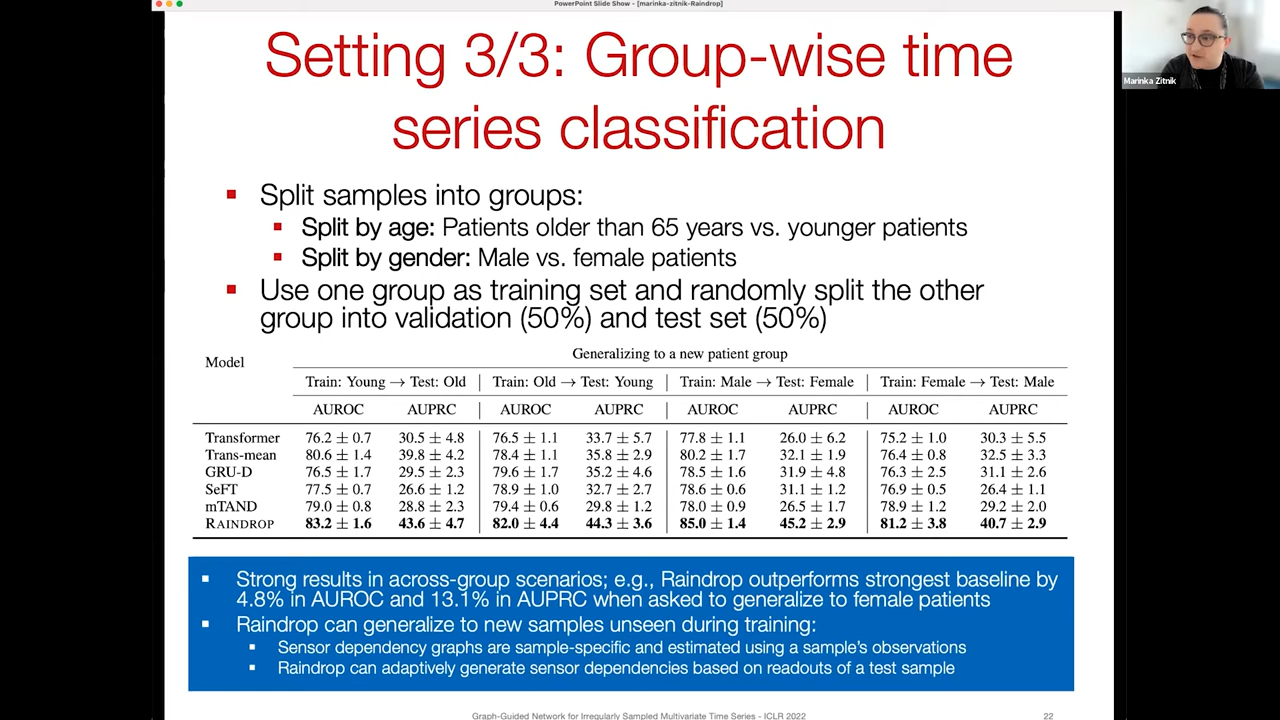 PowerPoint Slide Show - [marinka-zitnik-Raindrop]
Marinka Zitnik
Setting 3/3: Group-wise time
series classification
Split samples into groups:
Split by age: Patients older than 65 years vs. younger patients
Split by gender: Male vs. female patients
Use one group as training set and randomly split the other
group into validation (50%) and test set (50%)
Model Generalizing to a new patient group
Train: Young → Test: Old | Train: Old → Test: Young | Train: Male → Test: Female | Train: Female → Test: Male
AUROC AUPRC | AUROC AUPRC | AUROC AUPRC | AUROC AUPRC
Transformer 76.2 ± 0.7 30.5 ± 4.8 76.5 ± 1.1 33.7 ± 5.7 77.8 ± 1.1 26.0 ± 6.2 75.2 ± 1.0 30.3 ± 5.5
Trans-mean 80.6 ± 1.4 39.8 ± 4.2 78.4 ± 1.1 35.8 ± 2.9 80.2 ± 1.7 32.1 ± 1.9 76.4 ± 0.8 32.5 ± 3.3
GRU-D 76.5 ± 1.7 29.5 ± 2.3 79.6 ± 1.7 35.2 ± 4.6 78.5 ± 1.6 31.9 ± 4.8 76.3 ± 2.5 31.1 ± 2.6
SeFT 77.5 ± 0.7 26.6 ± 1.2 78.9 ± 1.0 32.7 ± 2.7 78.6 ± 0.6 31.1 ± 1.2 76.9 ± 0.5 26.4 ± 1.1
mTAND 79.0 ± 0.8 28.8 ± 2.3 79.4 ± 0.6 29.8 ± 1.2 78.0 ± 0.9 26.5 ± 1.7 78.9 ± 1.2 29.2 ± 2.0
RAINDROP 83.2 ± 1.6 43.6 ± 4.7 82.0 ± 4.4 44.3 ± 3.6 85.0 ± 1.4 45.2 ± 2.9 81.2 ± 3.8 40.7 ± 2.9
Strong results in across-group scenarios; e.g., Raindrop outperforms strongest baseline by
4.8% in AUROC and 13.1% in AUPRC when asked to generalize to female patients
Raindrop can generalize to new samples unseen during training:
Sensor dependency graphs are sample-specific and estimated using a sample's observations
Raindrop can adaptively generate sensor dependencies based on readouts of a test sample
Graph-Guided Network for Irregularly Sampled Multivariate Time Series - ICLR 2022
22